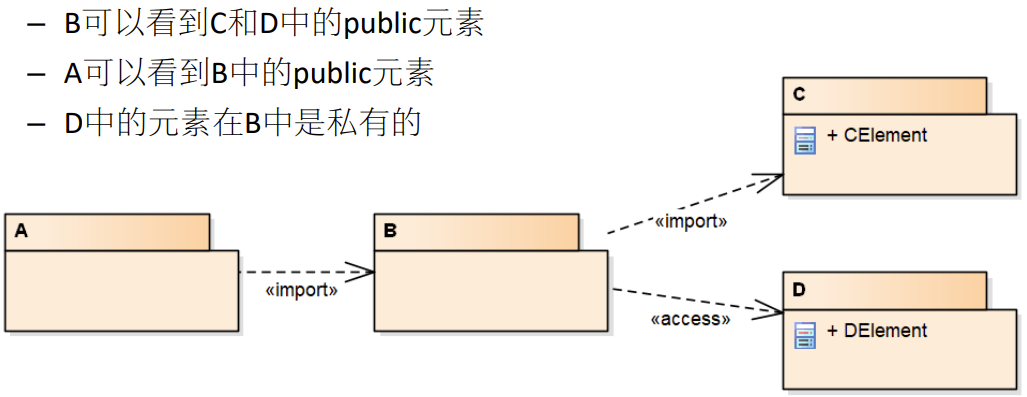 – B可以看到C和D中的public元素
– A可以看到B中的public元素
– D中的元素在B中是私有的
C
+ CElement
«import»
A
B
«import»
D
«access»
+ DElement